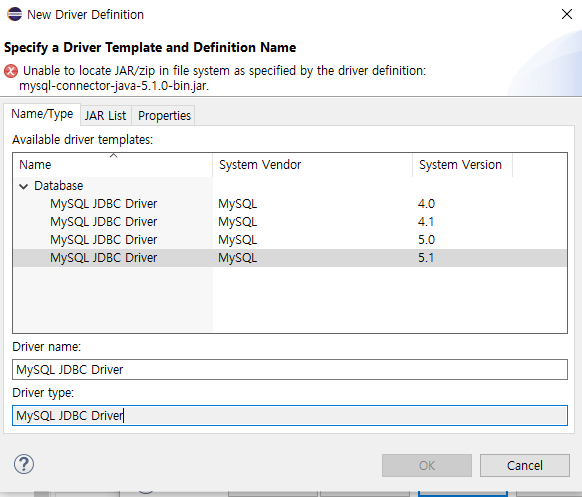 New Driver Definition
Specify a Driver Template and Definition Name
Unable to locate JAR/zip in file system as specified by the driver definition:
mysql-connector-java-5.1.0-bin.jar.
Name/Type JAR List Properties
Available driver templates:
Name System Vendor System Version
Database
MySQL JDBC Driver MySQL 4.0
MySQL JDBC Driver MySQL 4.1
MySQL JDBC Driver MySQL 5.0
MySQL JDBC Driver MySQL 5.1
Driver name:
MySQL JDBC Driver
Driver type:
MySQL JDBC Driver
? OK Cancel